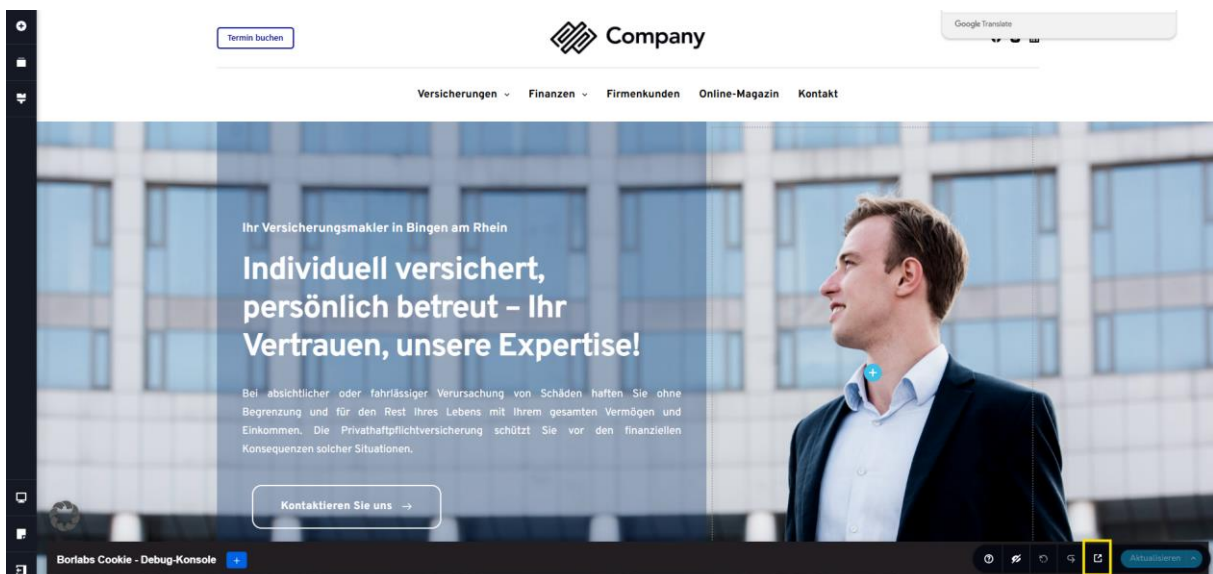 Google Translate
Termin buchen
Company
Versicherungen Finanzen Firmenkunden Online-Magazin Kontakt
Ihr Versicherungsmakler in Bingen am Rhein
Individuell versichert,
persönlich betreut – Ihr
Vertrauen, unsere Expertise!
Bei absichtlicher oder fahrlässiger Verursachung von Schäden haften Sie ohne
Begrenzung und für den Rest Ihres Lebens mit Ihrem gesamten Vermögen und
Einkommen. Die Privathaftpflichtversicherung schützt Sie vor den finanziellen
Konsequenzen solcher Situationen.
Kontaktieren Sie uns →
Borlabs Cookie - Debug-Konsole +
Aktualisieren